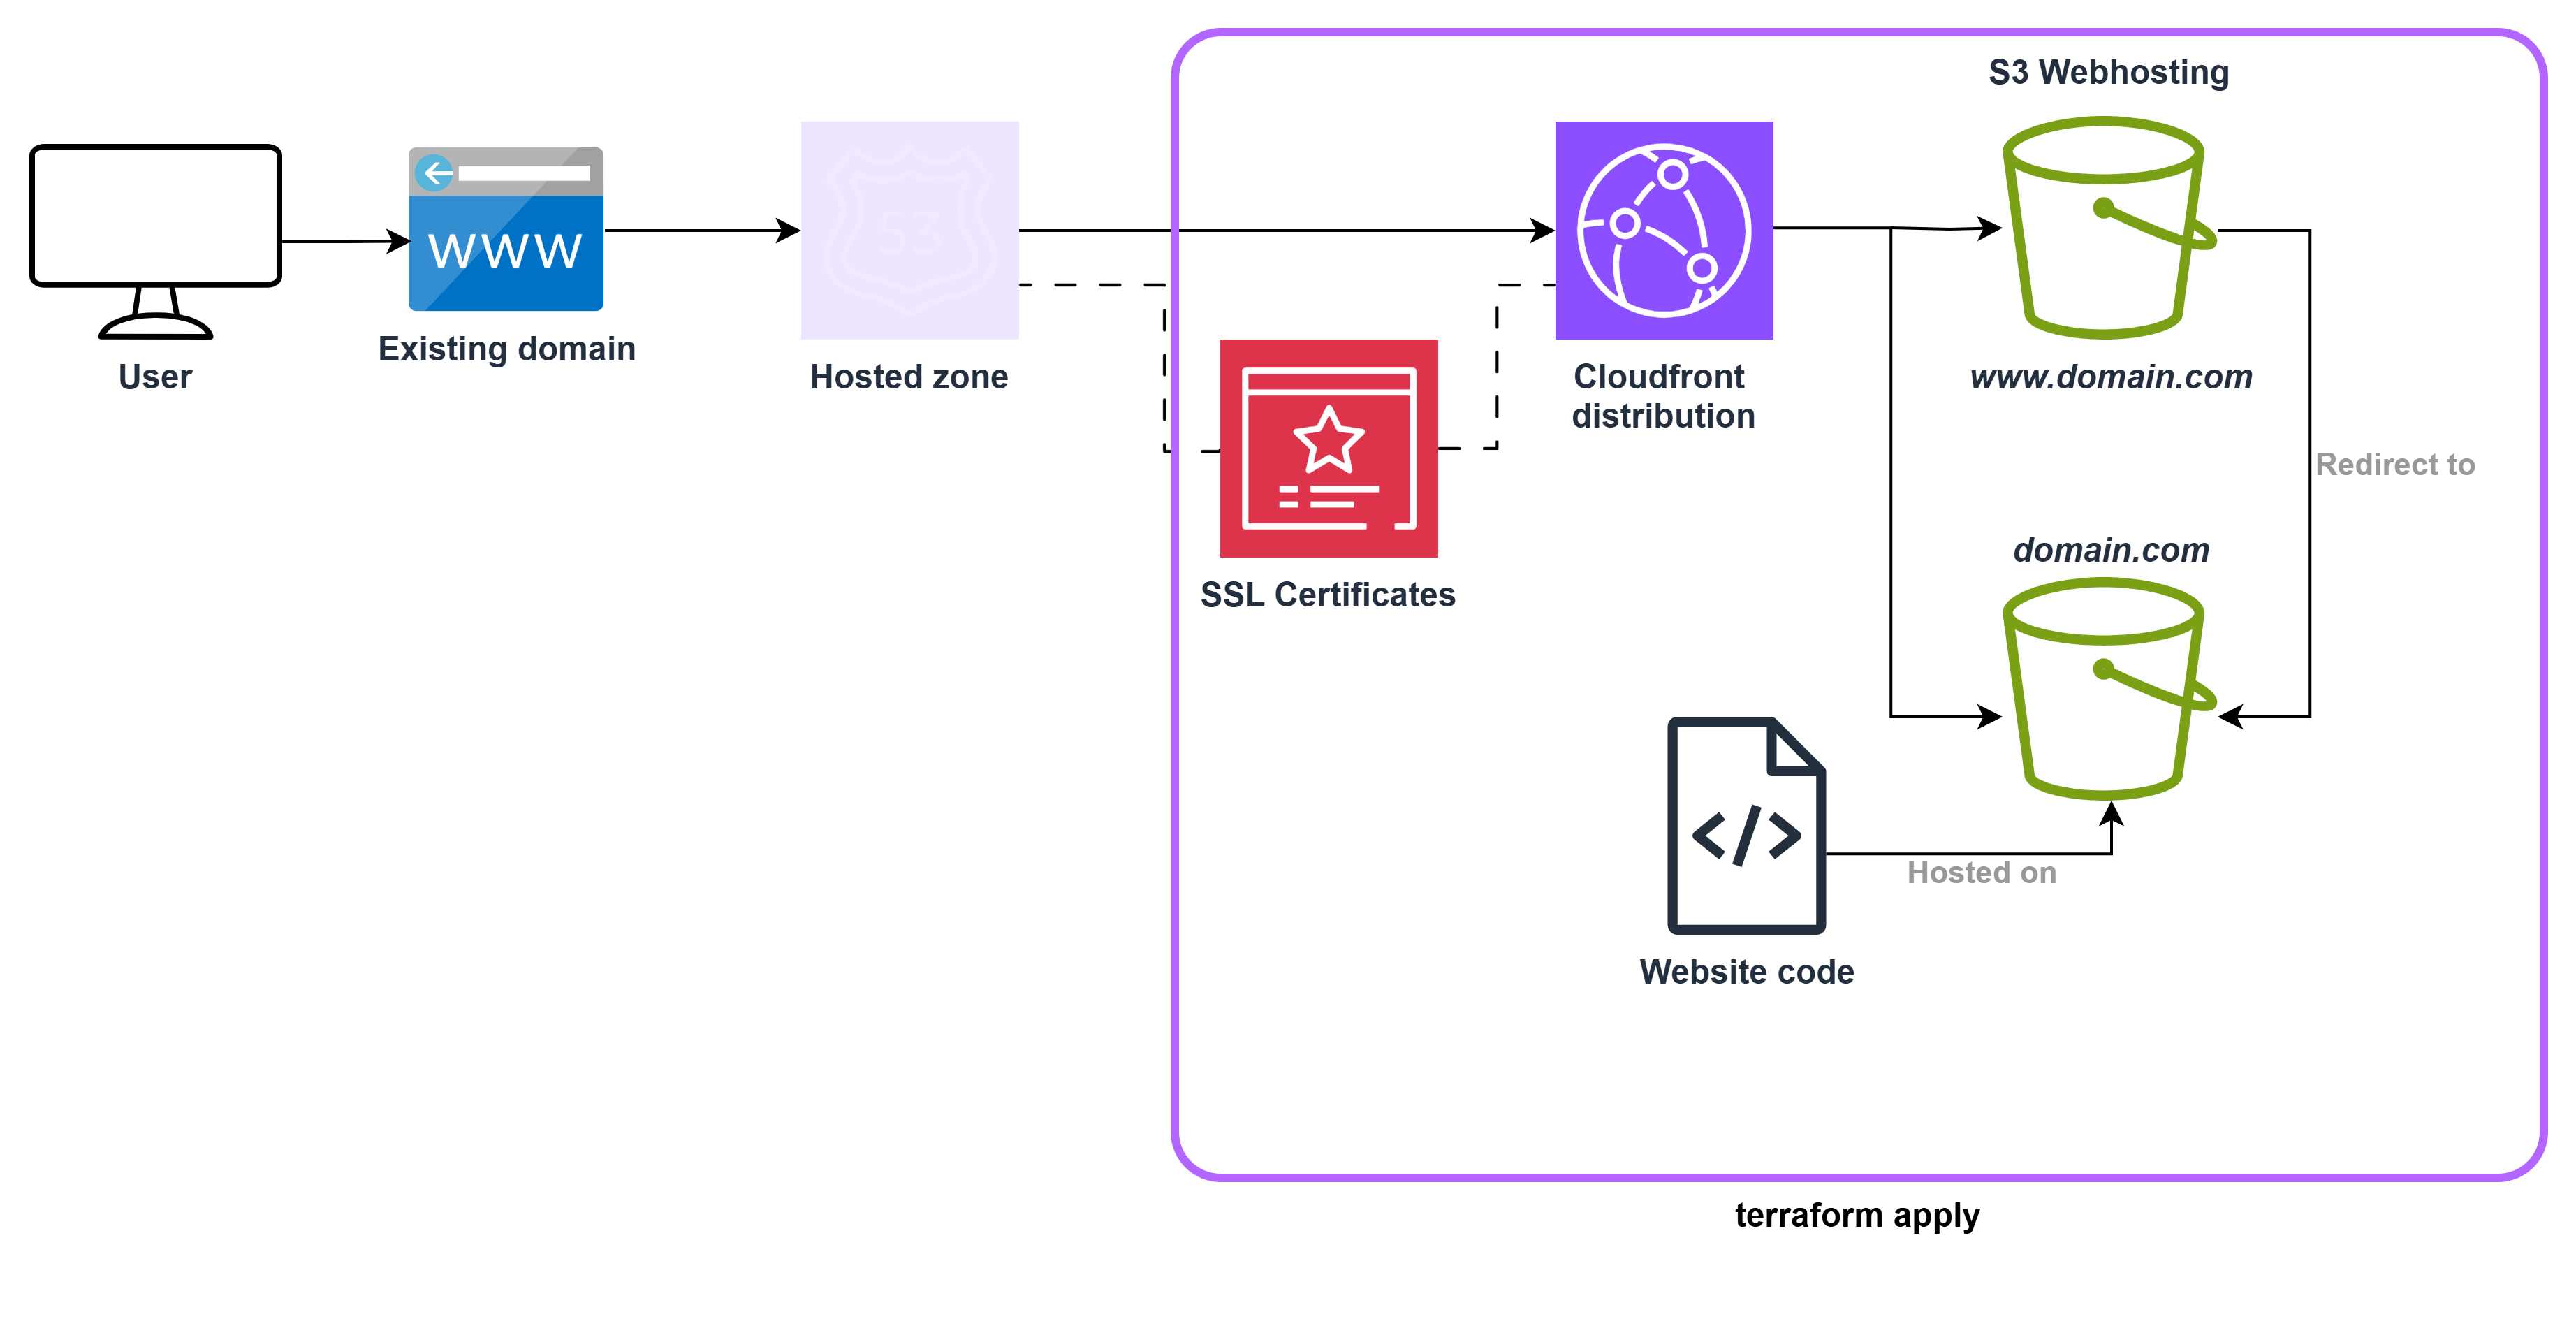 S3 Webhosting
WWW
53
Existing domain
User
Hosted zone
Cloudfront
distribution
www.domain.com
Redirect to
domain.com
SSL Certificates
</>
Hosted on
Website code
terraform apply